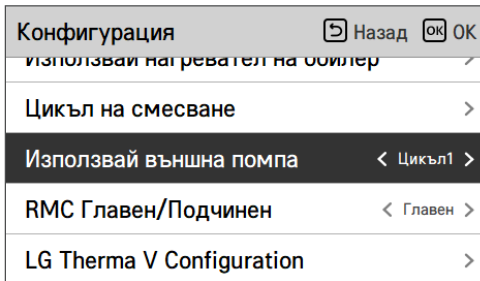 Конфигурация Назад OK OK
Използвай нагревател на бойлер
Цикъл на смесване
Използвай външна помпа Цикъл1
RMC Главен/Подчинен Главен
LG Therma V Configuration